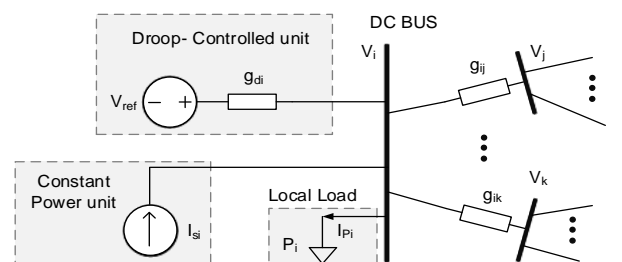 DC BUS
Droop- Controlled unit
V_i
V_j
g_di
g_ij
V_ref
− +
Constant
Power unit
Local Load
V_k
g_ik
I_si
I_Pi
P_i